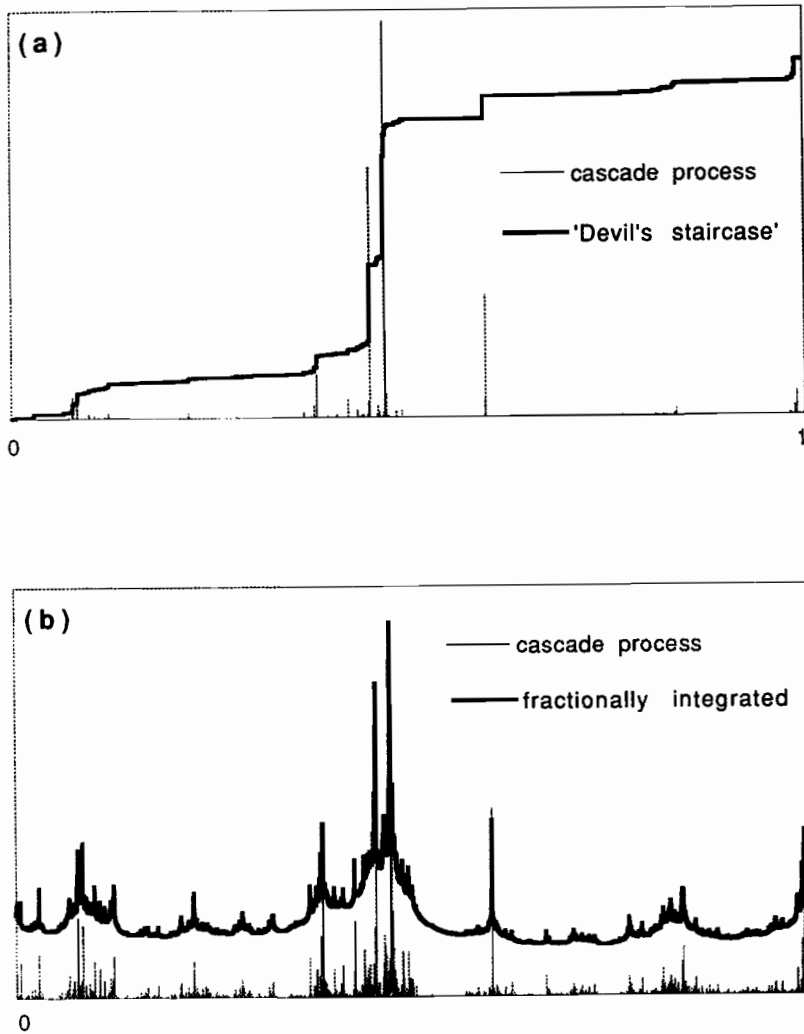 (a)
cascade process
'Devil's staircase'
0
1
(b)
cascade process
fractionally integrated
0